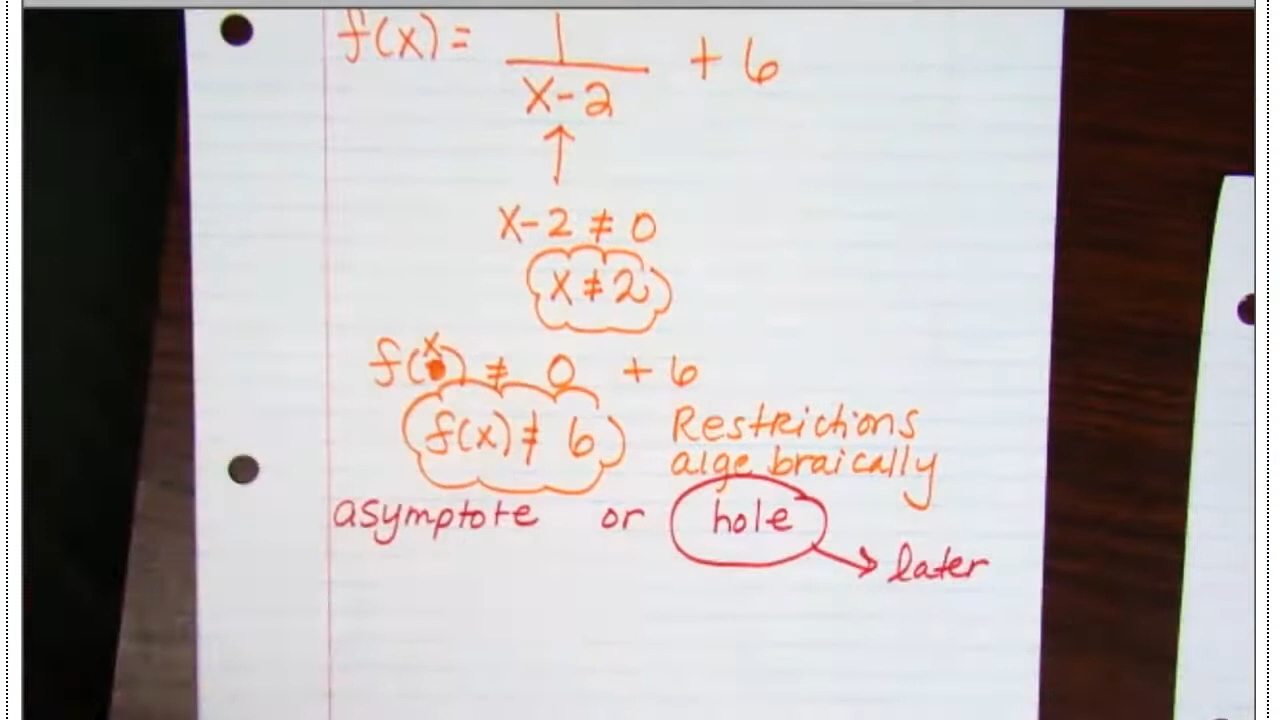 f(x) = 1 / x-2 + 6
↑
x-2 ≠ 0
x ≠ 2
f(x) ≠ 0 + 6
f(x) ≠ 6 Restrictions
algebraically
asymptote or hole
→ later